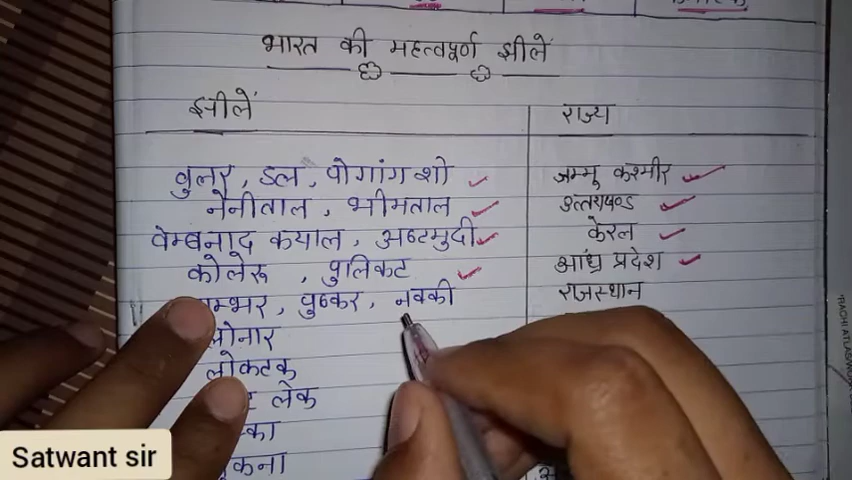 भारत की महत्वपूर्ण झीलें
झीलें राज्य
वुलर, डल, पोगांग शो जम्मू कश्मीर
नैनीताल, भीमताल उत्तराखण्ड
वेम्बनाद कयाल, अष्टमुदी केरल
कोलेरू, पुलिकट आंध्र प्रदेश
म्भर, पुष्कर, नक्की राजस्थान
लोनार
लोकटक
लेक
का
कना
Satwant sir